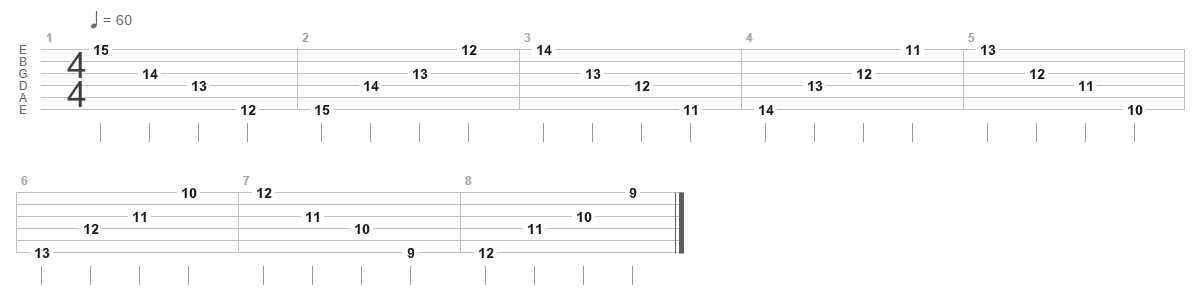 ♩ = 60
1 2 3 4 5
E 15 12 14 11 13
B
G 14 13 13 12 12
D 13 14 12 13 11
A
E 12 15 11 14 10
4
4
6 7 8
10 12 9
11 11 10
12 10 11
13 9 12